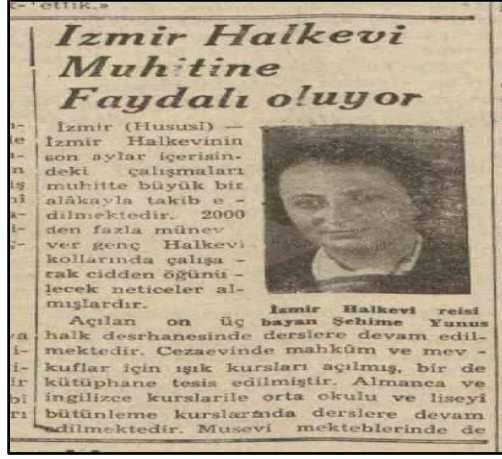 ettik.»
Izmir Halkevi
Muhitine
Faydalı oluyor
İzmir (Hususî) —
İzmir Halkevinin
son aylar içerisin-
deki çalışmaları
muhitte büyük bir
alâkayla takib e -
dilmektedir. 2000
den fazla münev
ver genç Halkevi
kollarında çalışa -
rak cidden öğünü -
lecek neticeler al-
mışlardır.
İzmir Halkevi reisi
bayan Şehime Yunus
Açılan on üç
halk desrhanesinde derslere devam edil-
mektedir. Cezaevinde mahkûm ve mev -
kuflar için ışık kursları açılmış, bir de
kütüphane tesis edilmiştir. Almanca ve
ingilizce kurslarile orta okulu ve liseyi
bütünleme kurslarında derslere devam
edilmektedir. Musevi mekteblerinde de